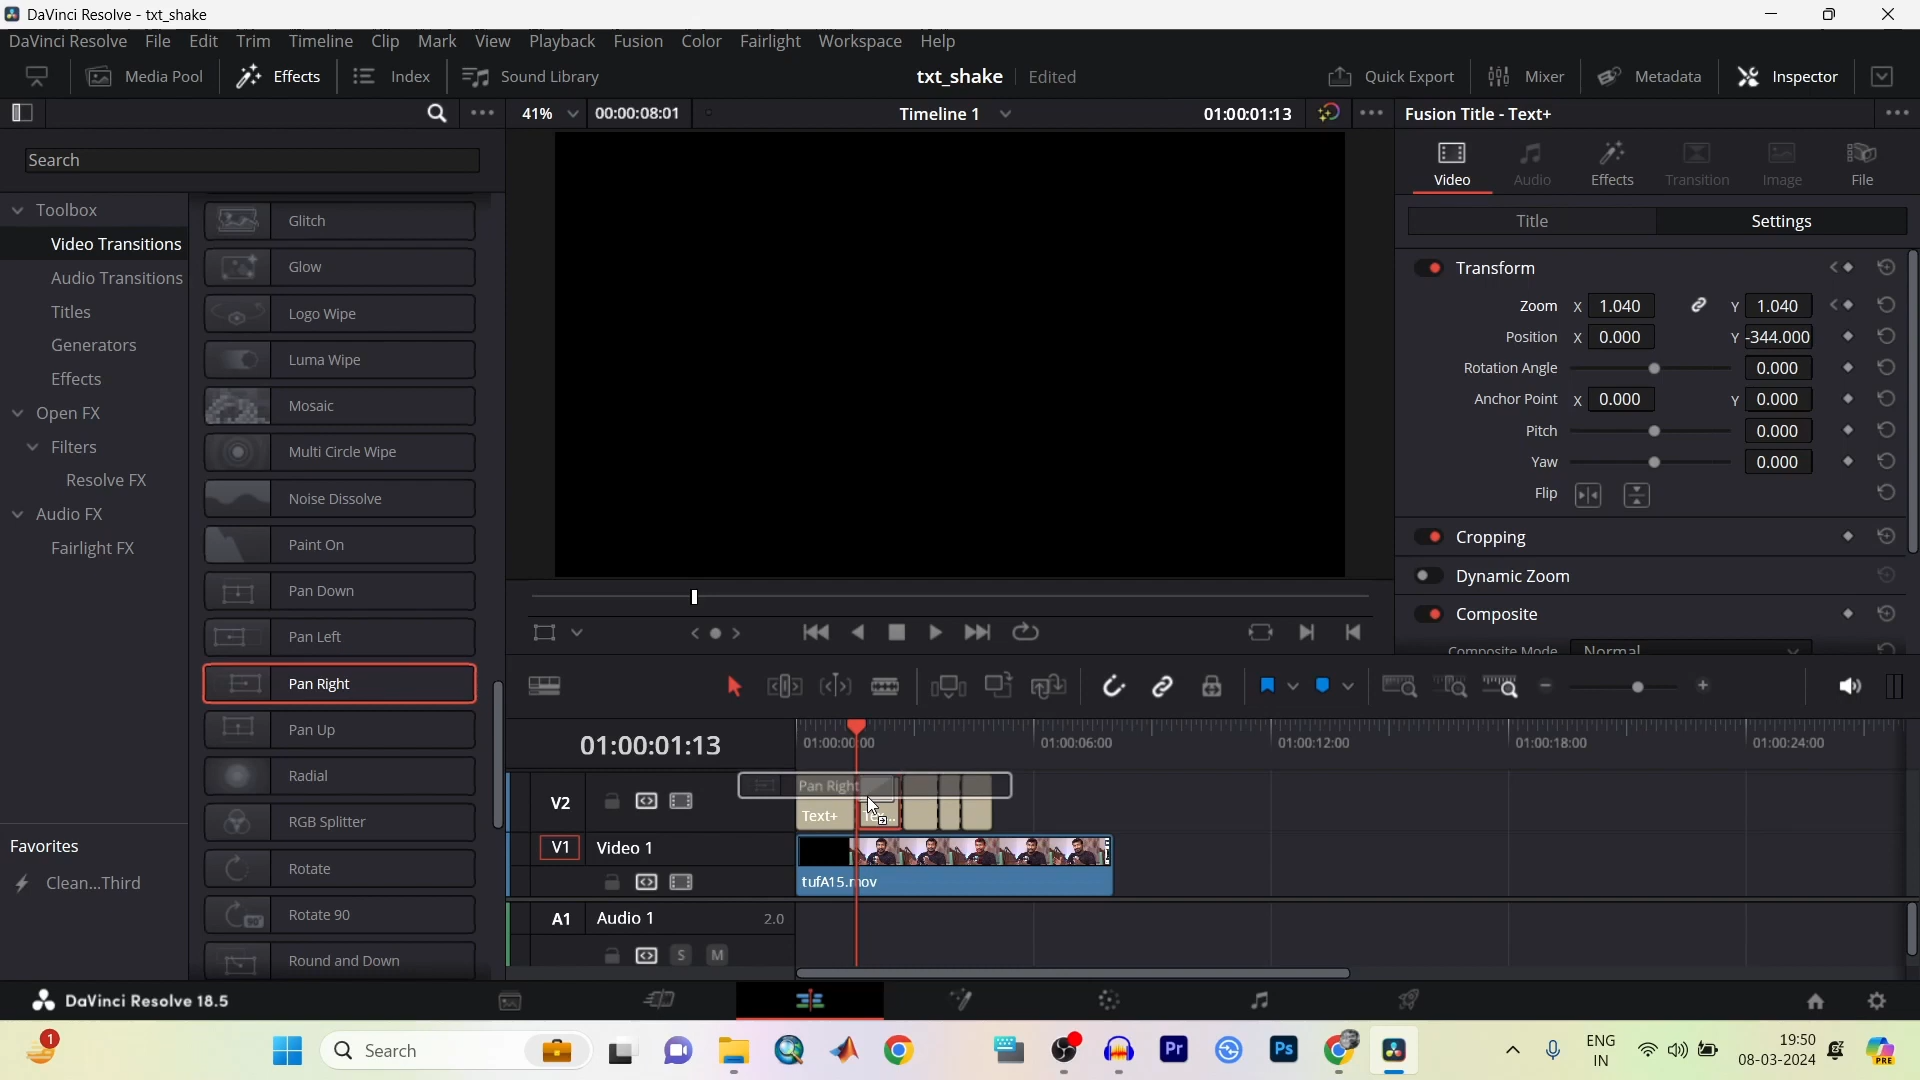 DaVinci Resolve - txt_shake
DaVinci Resolve File Edit Trim Timeline Clip Mark View Playback Fusion Color Fairlight Workspace Help
Media Pool Effects Index Sound Library txt_shake Edited Quick Export Mixer Metadata Inspector
41% 00:00:08:01 Timeline 1 01:00:01:13 Fusion Title - Text+
Search
Video Audio Effects Transition Image File
Title Settings
Toolbox
Video Transitions
Audio Transitions
Titles
Generators
Effects
Open FX
Filters
Resolve FX
Audio FX
Fairlight FX
Favorites
Clean...Third
Glitch
Glow
Logo Wipe
Luma Wipe
Mosaic
Multi Circle Wipe
Noise Dissolve
Paint On
Pan Down
Pan Left
Pan Right
Pan Up
Radial
RGB Splitter
Rotate
Rotate 90
Round and Down
Transform
Zoom X 1.040 Y 1.040
Position X 0.000 Y -344.000
Rotation Angle 0.000
Anchor Point X 0.000 Y 0.000
Pitch 0.000
Yaw 0.000
Flip
Cropping
Dynamic Zoom
Composite
Composite Mode Normal
01:00:01:13 01:00:00:00 01:00:06:00 01:00:12:00 01:00:18:00 01:00:24:00
Pan Right
V2 Text+ Te...
V1 Video 1
tufA15.mov
A1 Audio 1 2.0
S M
DaVinci Resolve 18.5
1 Search Pr Ps ENG
IN 19:50
08-03-2024 PRE